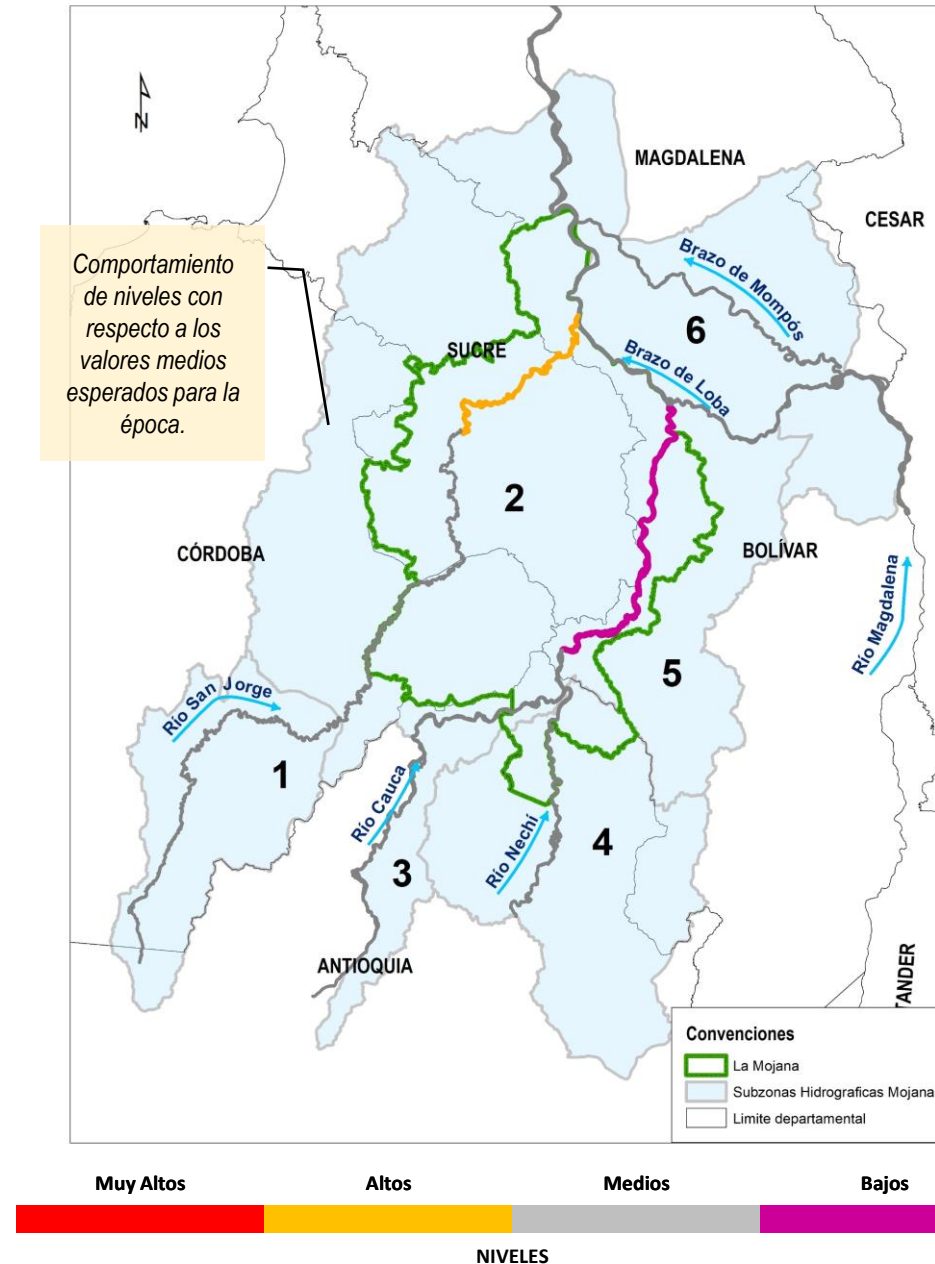 N
MAGDALENA
CESAR
Comportamiento
de niveles con
respecto a los
valores medios
esperados para la
época.
Brazo de Mompós
6
SUCRE
Brazo de Loba
2
CÓRDOBA
BOLÍVAR
Río Magdalena
5
Río San Jorge
1
Río Cauca
3
Río Nechí
4
ANTIOQUIA
TANDER
Convenciones
La Mojana
Subzonas Hidrograficas Mojana
Limite departamental
Muy Altos
Altos
Medios
Bajos
NIVELES